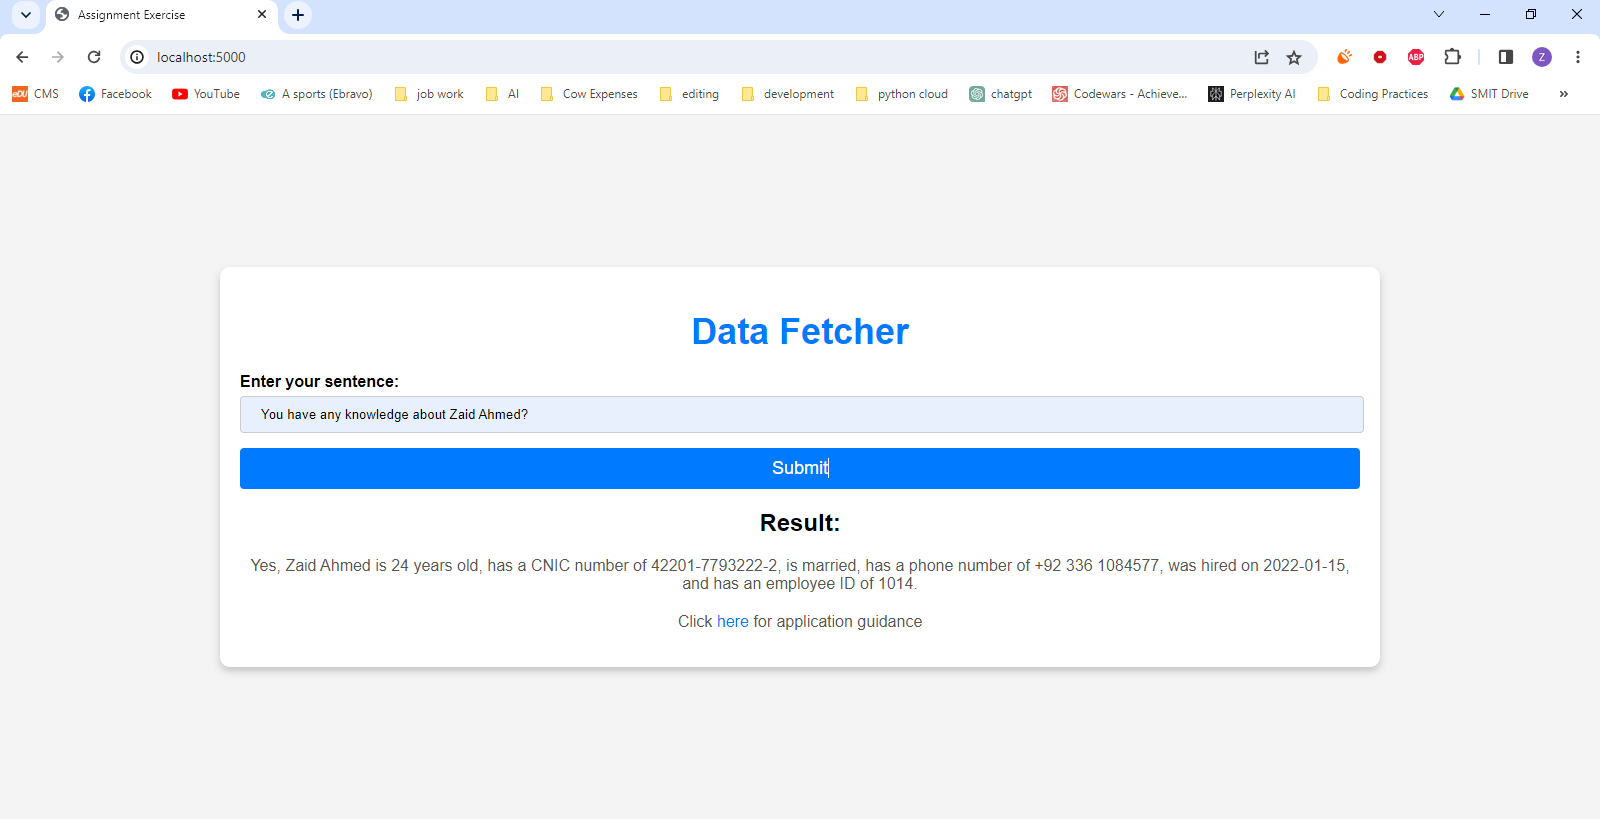 Assignment Exercise
localhost:5000
Z
ABP
eDU CMS Facebook YouTube A sports (Ebravo) job work AI Cow Expenses editing development python cloud chatgpt Codewars - Achieve... Perplexity AI Coding Practices SMIT Drive »
Data Fetcher
Enter your sentence:
You have any knowledge about Zaid Ahmed?
Submit
Result:
Yes, Zaid Ahmed is 24 years old, has a CNIC number of 42201-7793222-2, is married, has a phone number of +92 336 1084577, was hired on 2022-01-15,
and has an employee ID of 1014.
Click here for application guidance